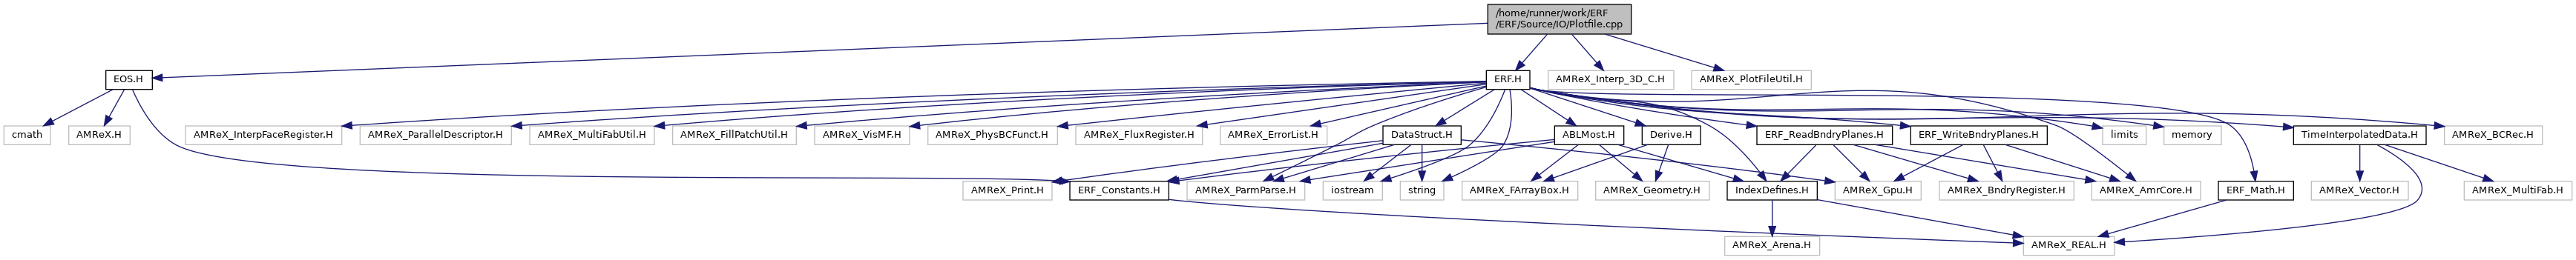 /home/runner/work/ERF
/ERF/Source/IO/Plotfile.cpp
EOS.H
ERF.H
AMReX_Interp_3D_C.H
AMReX_PlotFileUtil.H
cmath
AMReX.H
AMReX_InterpFaceRegister.H
AMReX_ParallelDescriptor.H
AMReX_MultiFabUtil.H
AMReX_FillPatchUtil.H
AMReX_VisMF.H
AMReX_PhysBCFunct.H
AMReX_FluxRegister.H
AMReX_ErrorList.H
DataStruct.H
ABLMost.H
Derive.H
ERF_ReadBndryPlanes.H
ERF_WriteBndryPlanes.H
limits
memory
TimeInterpolatedData.H
AMReX_BCRec.H
AMReX_Print.H
ERF_Constants.H
AMReX_ParmParse.H
iostream
string
AMReX_FArrayBox.H
AMReX_Geometry.H
IndexDefines.H
AMReX_Gpu.H
AMReX_BndryRegister.H
AMReX_AmrCore.H
ERF_Math.H
AMReX_Vector.H
AMReX_MultiFab.H
AMReX_Arena.H
AMReX_REAL.H